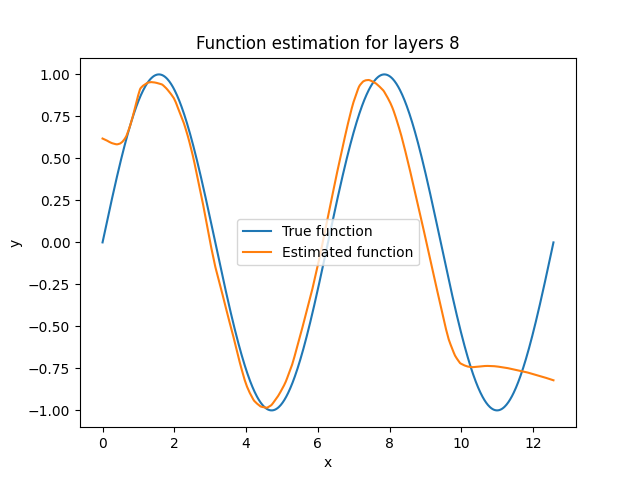 Function estimation for layers 8
1.00
0.75
0.50
0.25
0.00
−0.25
−0.50
−0.75
−1.00
y
True function
Estimated function
0 2 4 6 8 10 12
x